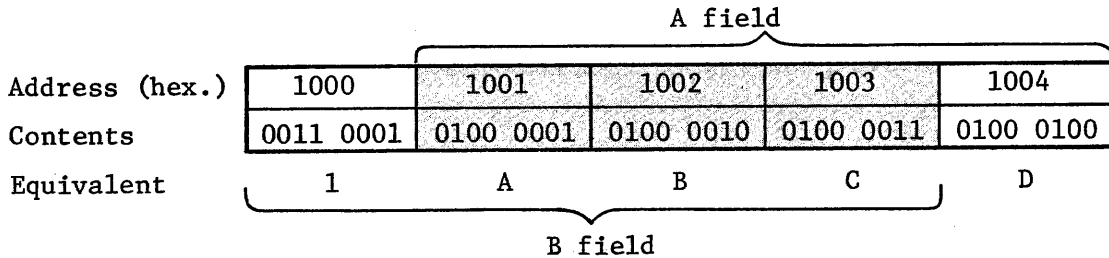 A field
Address (hex.) 1000 1001 1002 1003 1004
Contents 0011 0001 0100 0001 0100 0010 0100 0011 0100 0100
Equivalent 1 A B C D
B field